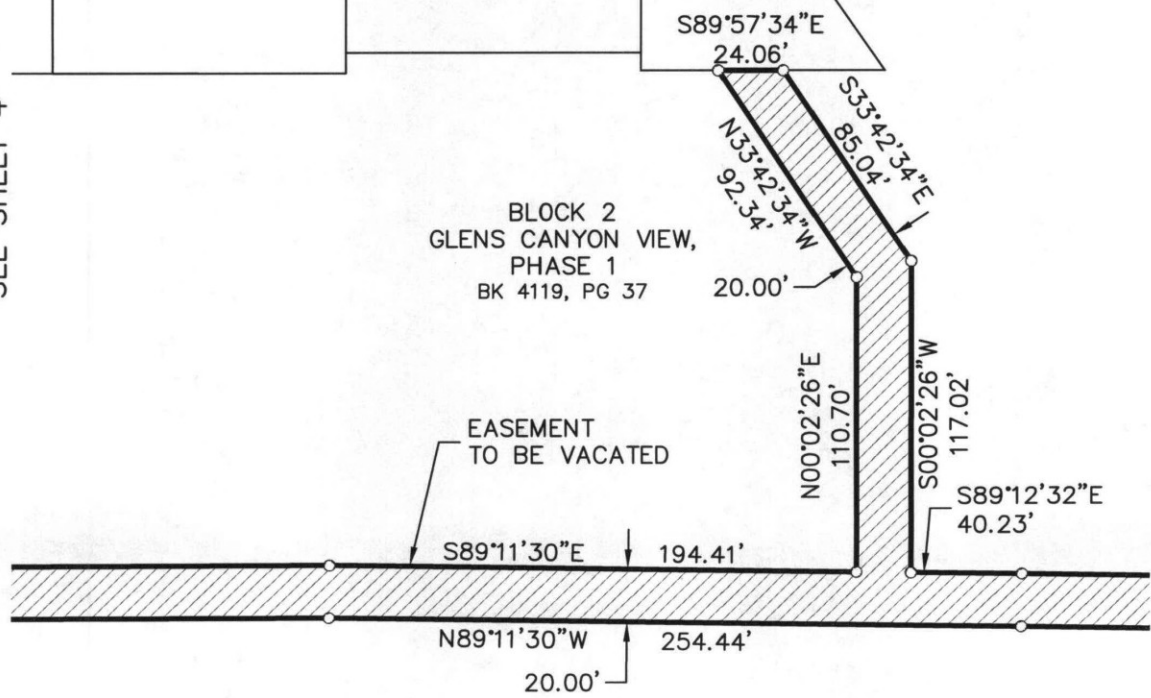 S89°57'34"E
24.06'
S33°42'34"E
85.04'
N33°42'34"W
92.34'
SEE SHEET 4
BLOCK 2
GLENS CANYON VIEW,
PHASE 1
BK 4119, PG 37
20.00'
N00°02'26"E
110.70'
S00°02'26"W
117.02'
EASEMENT
TO BE VACATED
S89°12'32"E
40.23'
S89°11'30"E 194.41'
N89°11'30"W 254.44'
20.00'